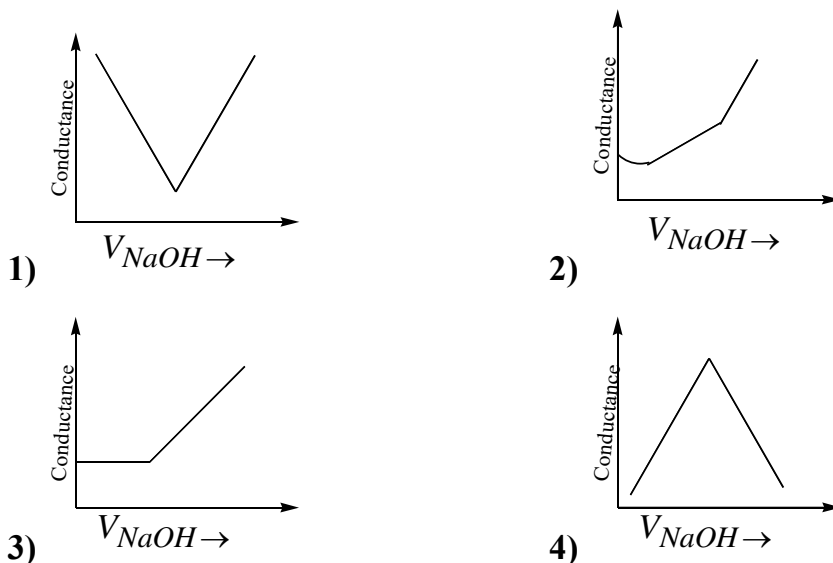 Conductance
V_{NaOH} →
1)
Conductance
V_{NaOH} →
2)
Conductance
V_{NaOH} →
3)
Conductance
V_{NaOH} →
4)